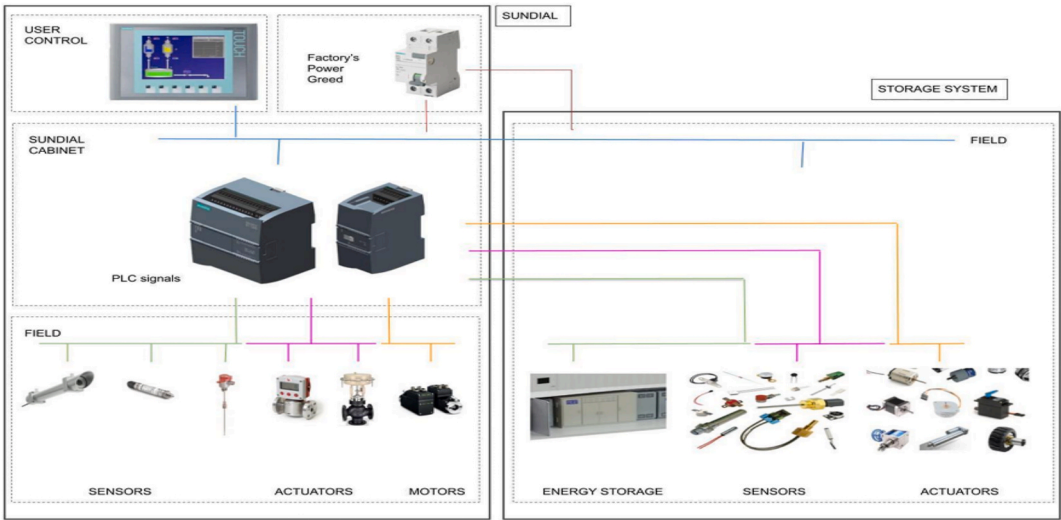 SUNDIAL
USER
CONTROL
TOUCH
Factory's
Power
Greed
STORAGE SYSTEM
SUNDIAL
CABINET
FIELD
PLC signals
FIELD
SENSORS
ACTUATORS
MOTORS
ENERGY STORAGE
SENSORS
ACTUATORS